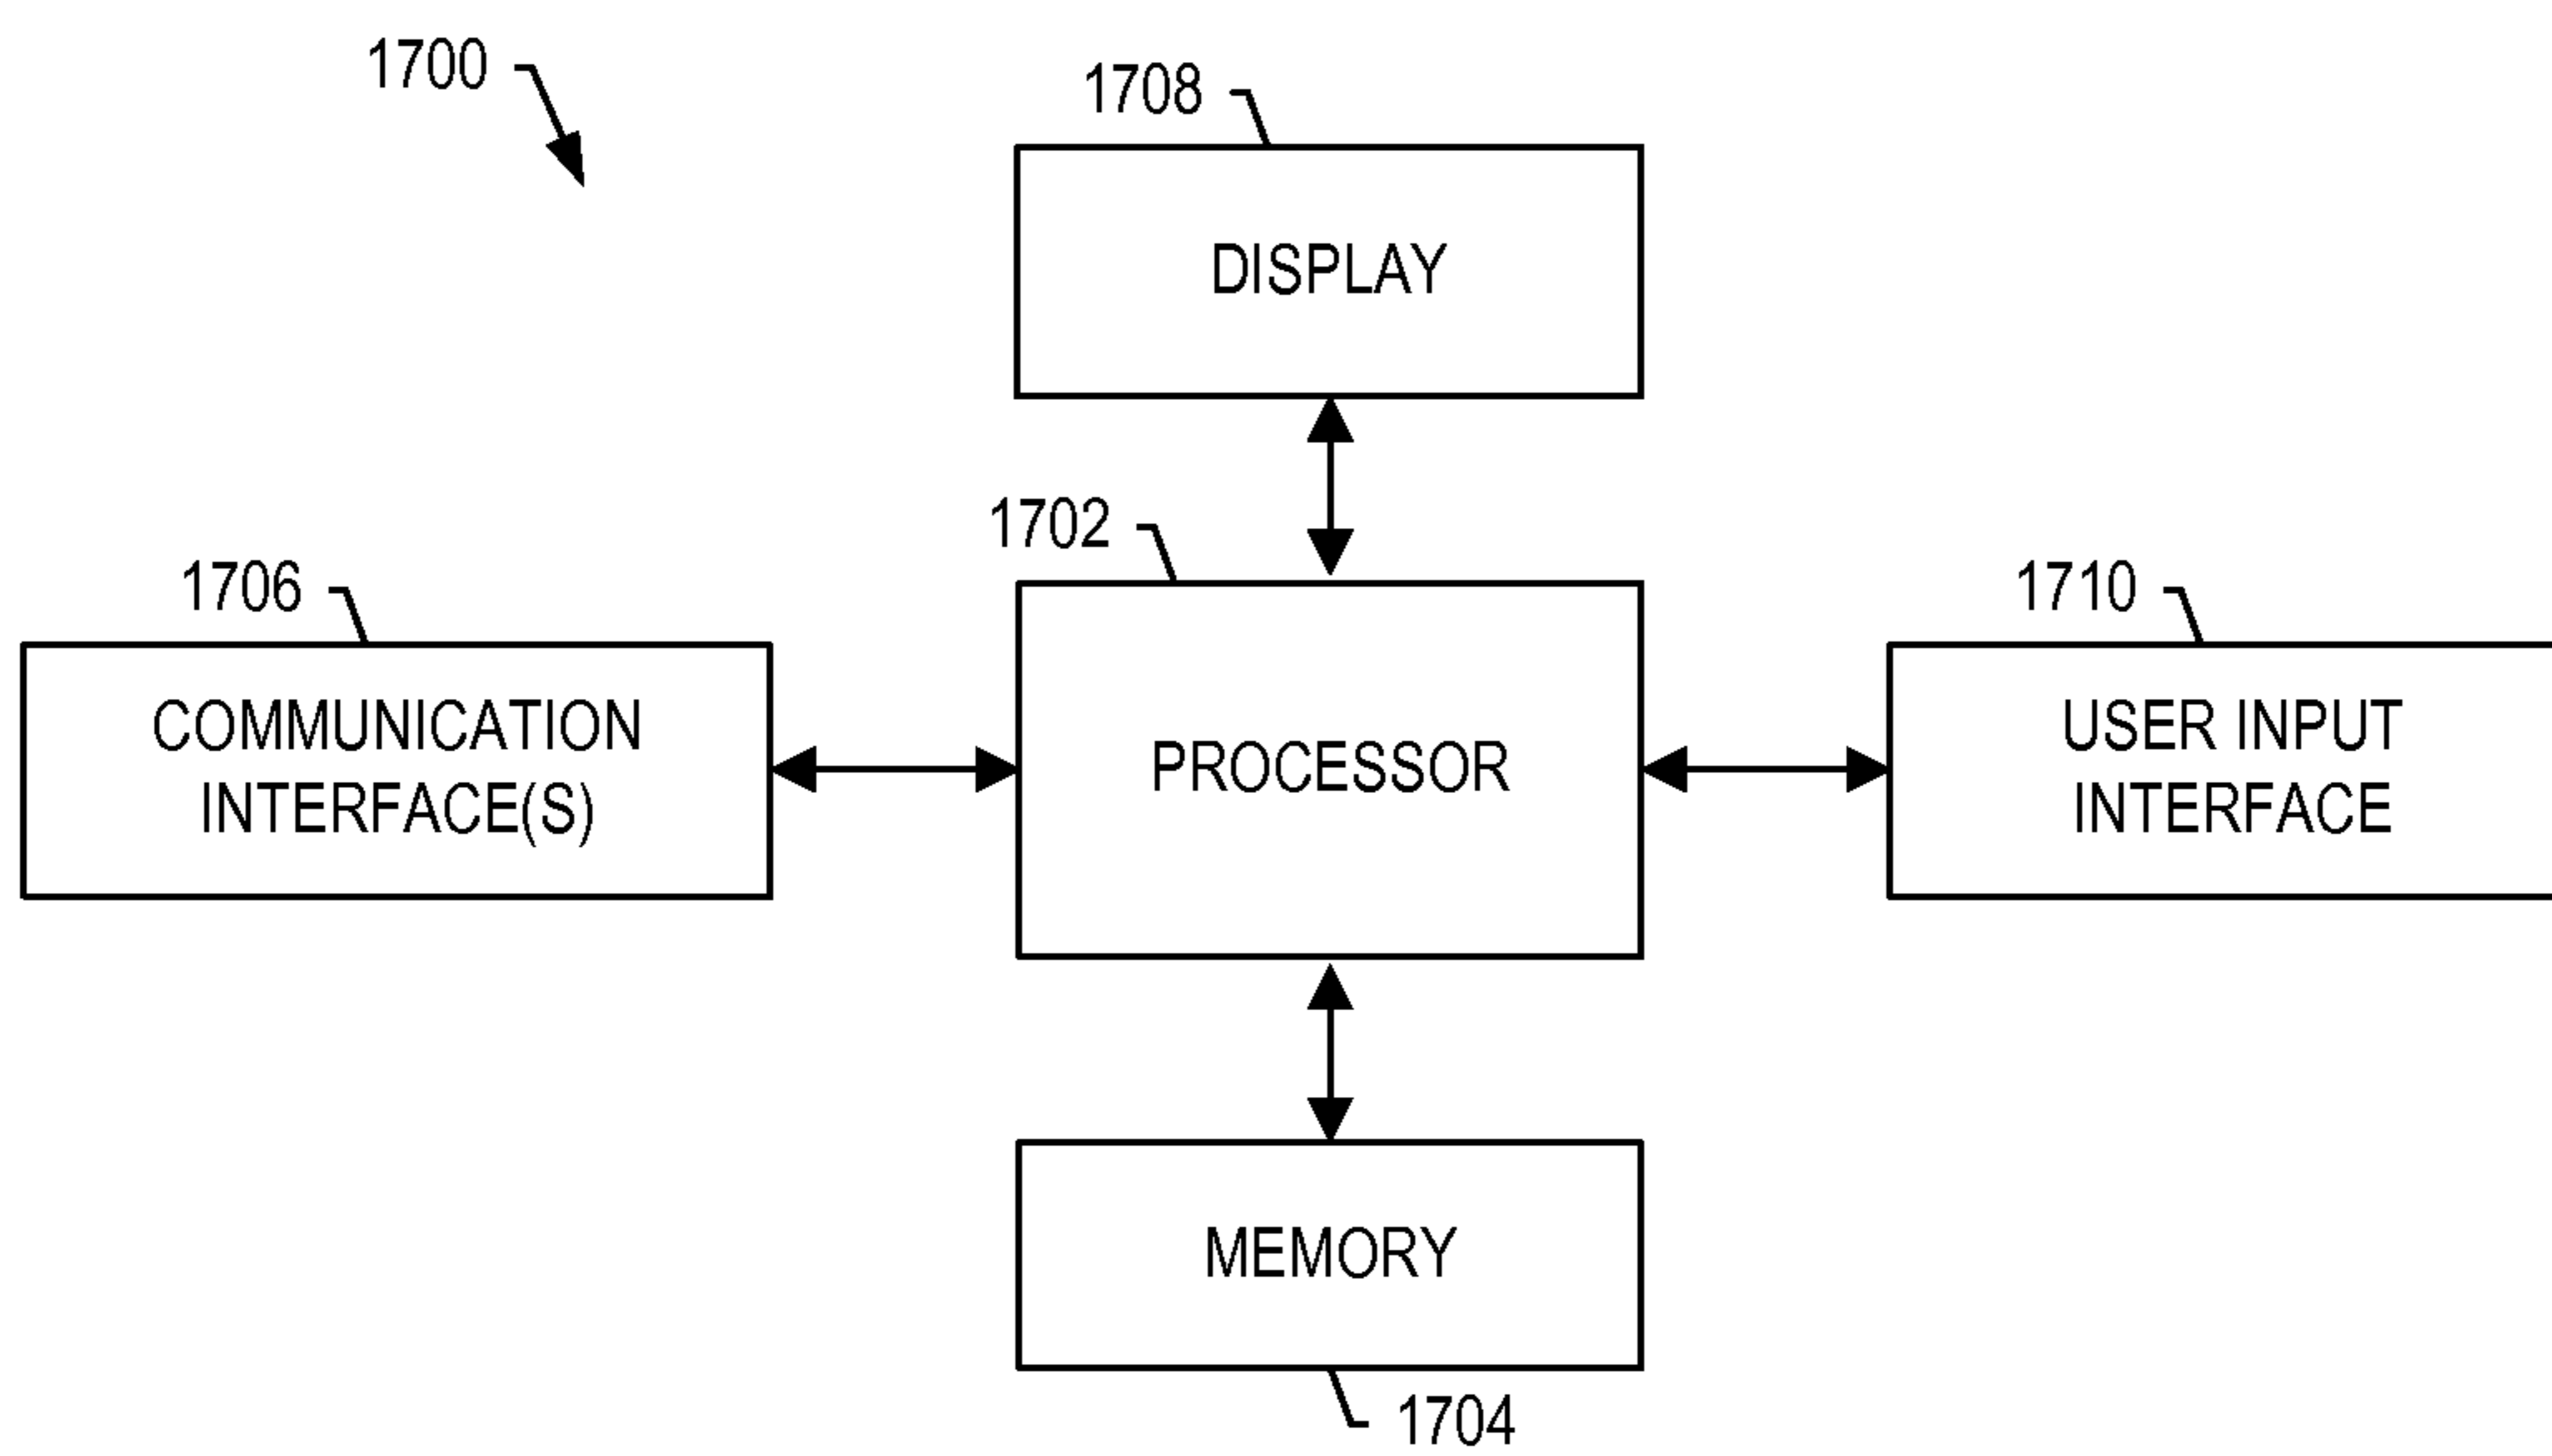 1700
1708
DISPLAY
1702
1706
1710
COMMUNICATION
INTERFACE(S)
PROCESSOR
USER INPUT
INTERFACE
MEMORY
1704